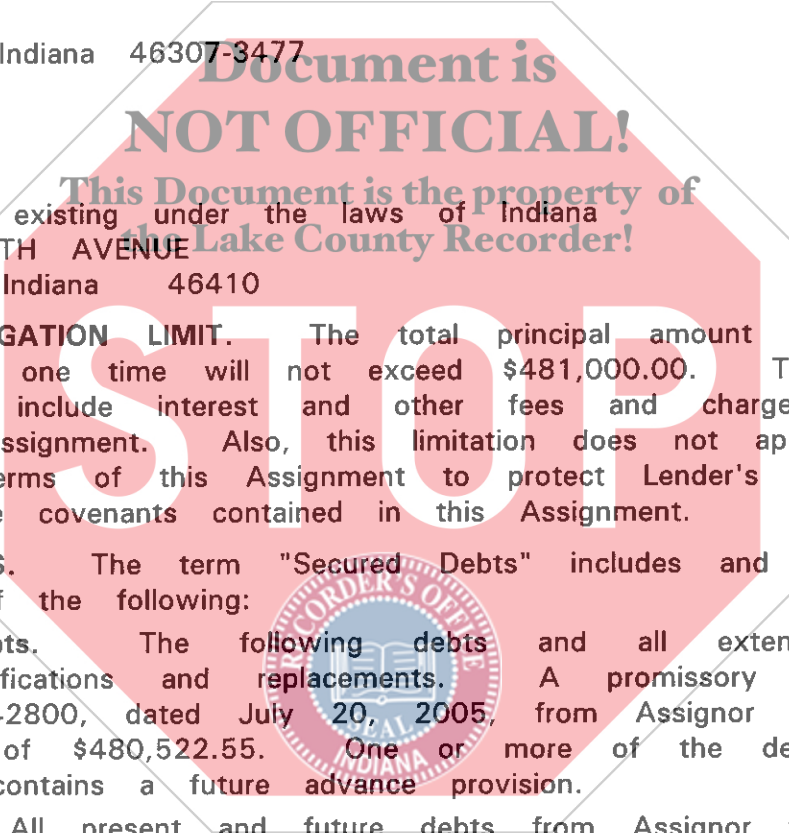 Indiana 46307-3477
Document is
NOT OFFICIAL!
This Document is the property of
the Lake County Recorder!
existing under the laws of Indiana
TH AVENUE
Indiana 46410
GATION LIMIT. The total principal amount
one time will not exceed $481,000.00. T
include interest and other fees and charge
ssignment. Also, this limitation does not ap
erms of this Assignment to protect Lender's
e covenants contained in this Assignment.
STOP
S. The term "Secured Debts" includes and
f the following:
RECORDER'S OFFICE
SEAL
INDIANA
bts. The following debts and all exten
fications and replacements. A promissory
-2800, dated July 20, 2005, from Assignor
of $480,522.55. One or more of the de
contains a future advance provision.
All present and future debts from Assignor